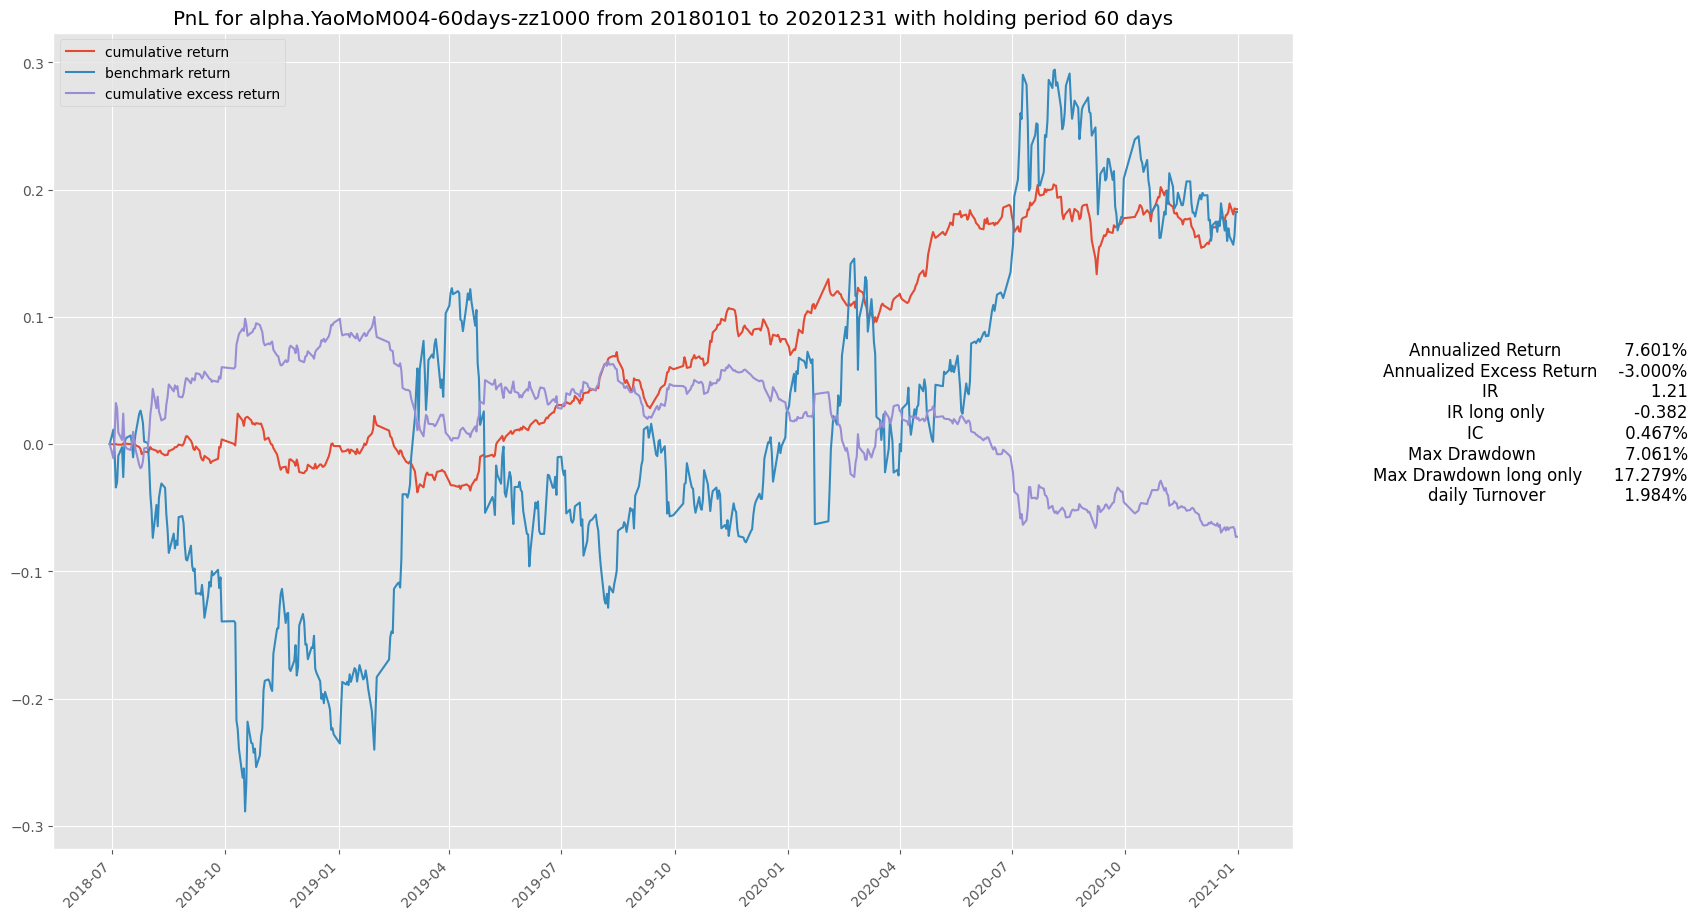 PnL for alpha.YaoMoM004-60days-zz1000 from 20180101 to 20201231 with holding period 60 days
cumulative return
benchmark return
cumulative excess return
0.3
0.2
0.1
0.0
−0.1
−0.2
−0.3
2018-07
2018-10
2019-01
2019-04
2019-07
2019-10
2020-01
2020-04
2020-07
2020-10
2021-01
Annualized Return 7.601%
Annualized Excess Return -3.000%
IR 1.21
IR long only -0.382
IC 0.467%
Max Drawdown 7.061%
Max Drawdown long only 17.279%
daily Turnover 1.984%